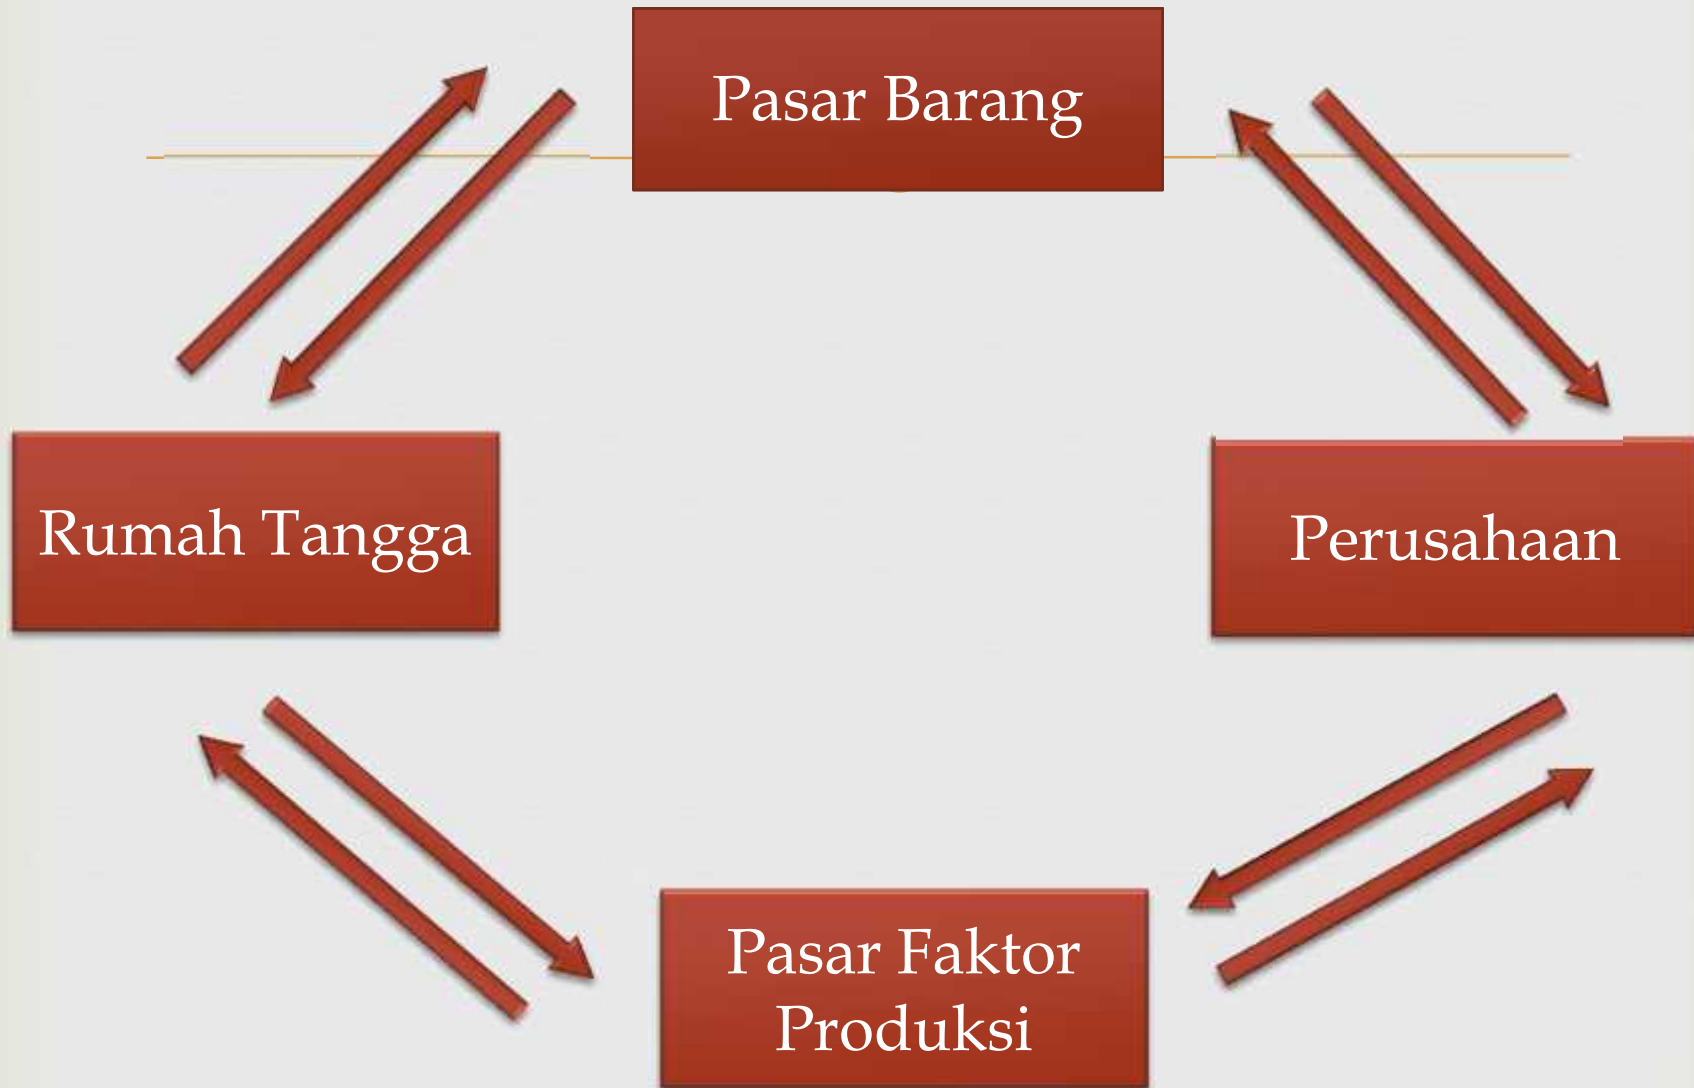 Pasar Barang
Rumah Tangga
Perusahaan
Pasar Faktor
Produksi